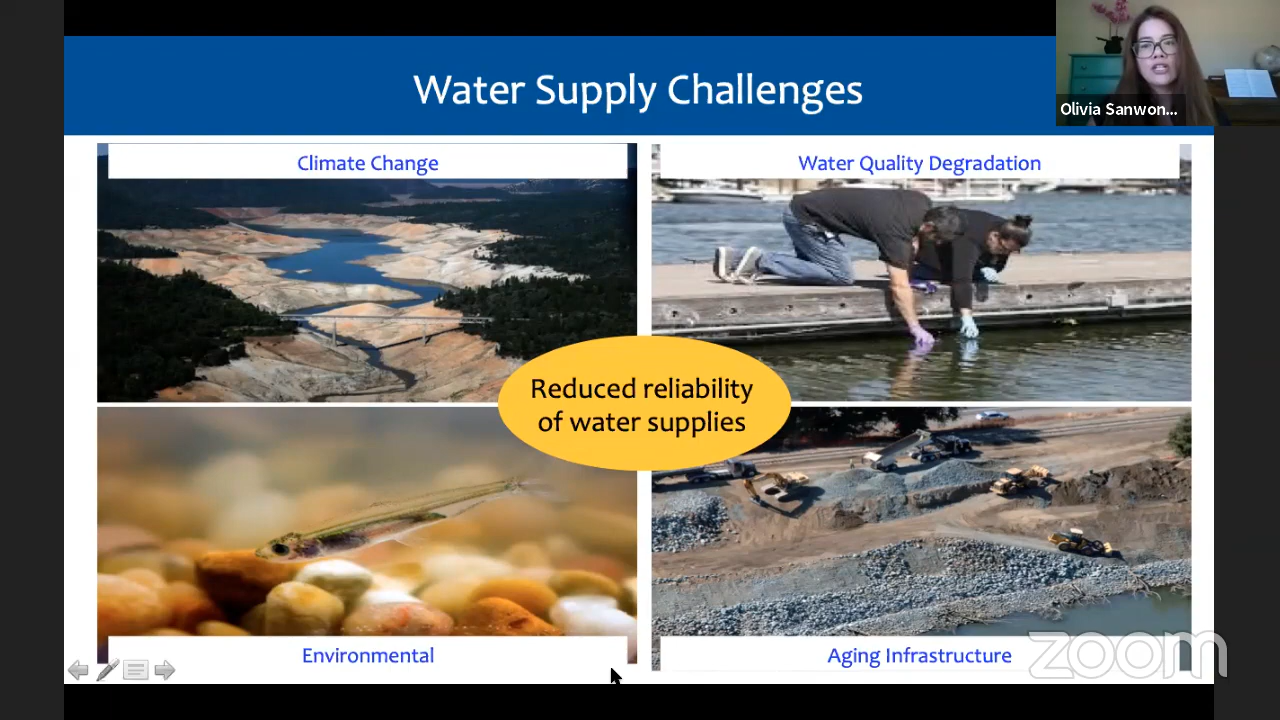 Water Supply Challenges
Olivia Sanwon...
Climate Change
Water Quality Degradation
Reduced reliability
of water supplies
Environmental
Aging Infrastructure
zoom